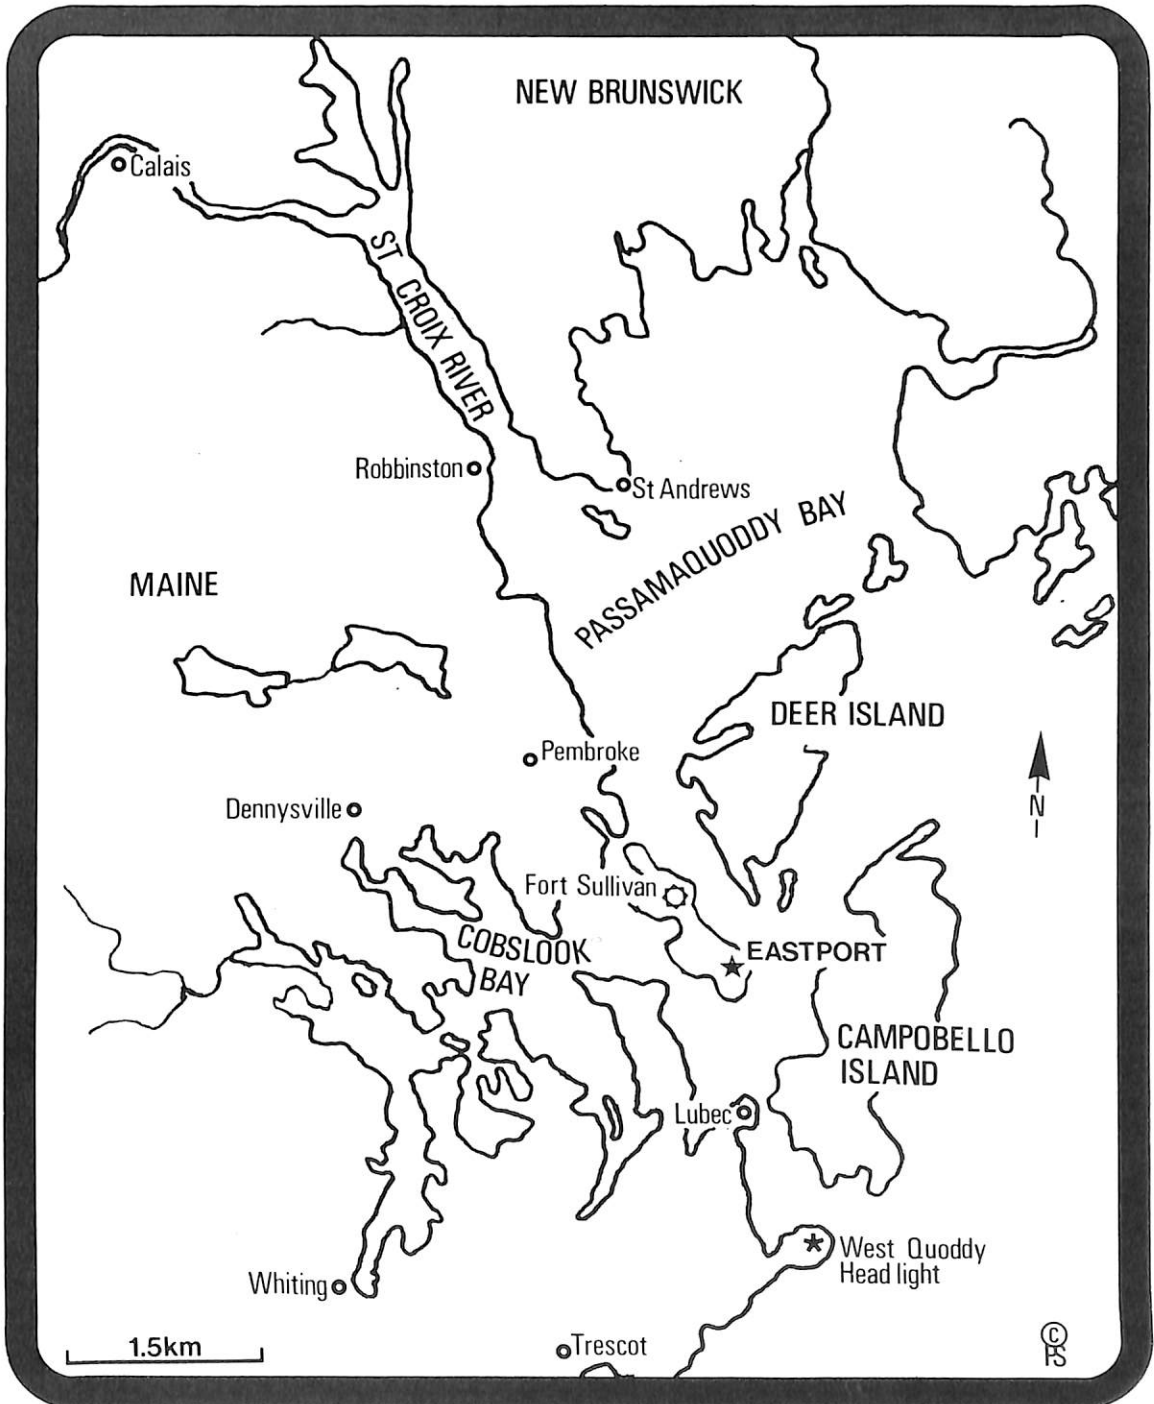 NEW BRUNSWICK
Calais
ST CROIX RIVER
Robbinston
St Andrews
PASSAMAQUODDY BAY
MAINE
DEER ISLAND
Pembroke
N
Dennysville
Fort Sullivan
COBSLOOK
BAY
EASTPORT
CAMPOBELLO
ISLAND
Lubec
West Quoddy
Head light
Whiting
1.5km
Trescot
©
PS